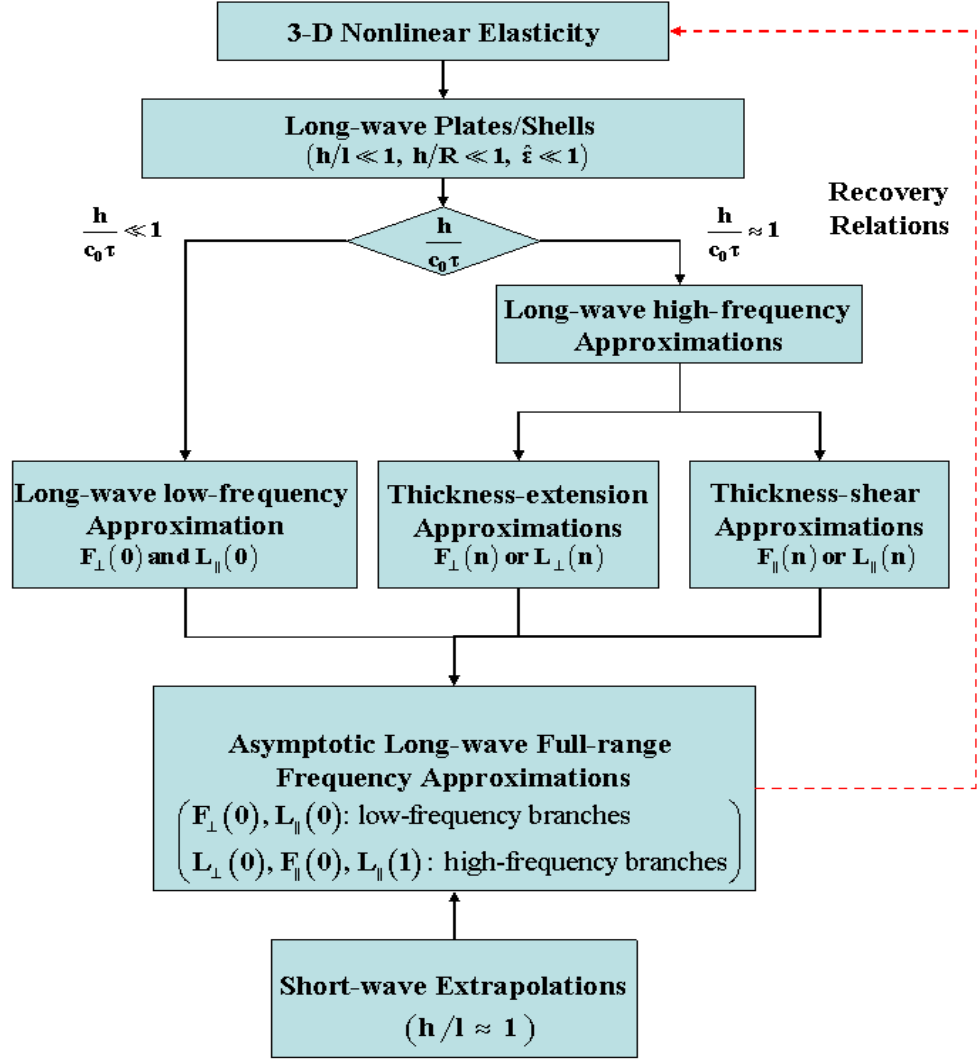 3-D Nonlinear Elasticity
Long-wave Plates/Shells
(h/l ≪ 1, h/R ≪ 1, ε̂ ≪ 1)
Recovery
Relations
h/c₀τ ≪ 1
h/c₀τ
h/c₀τ ≈ 1
Long-wave high-frequency
Approximations
Long-wave low-frequency
Approximation
F⊥(0) and L∥(0)
Thickness-extension
Approximations
F⊥(n) or L⊥(n)
Thickness-shear
Approximations
F∥(n) or L∥(n)
Asymptotic Long-wave Full-range
Frequency Approximations
(F⊥(0), L∥(0): low-frequency branches
L⊥(0), F∥(0), L∥(1): high-frequency branches)
Short-wave Extrapolations
(h/l ≈ 1)